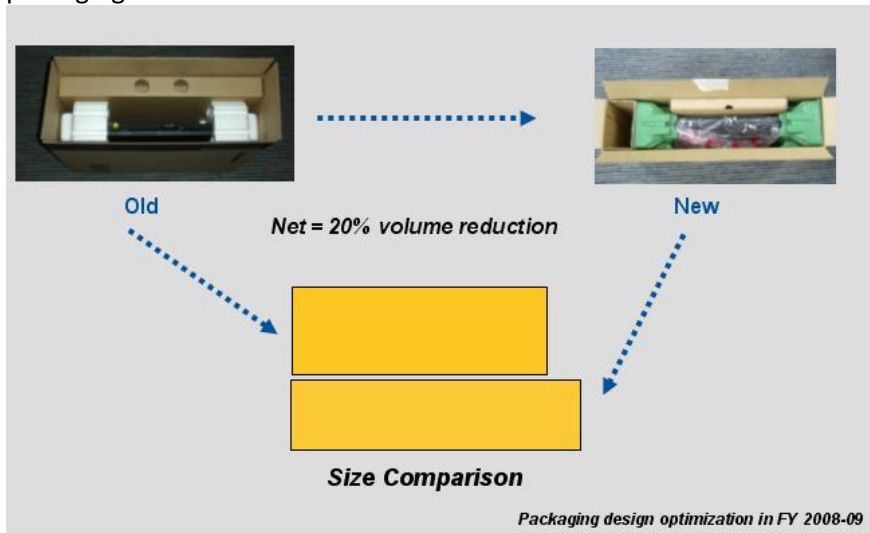 Old
New
Net = 20% volume reduction
Size Comparison
Packaging design optimization in FY 2008-09